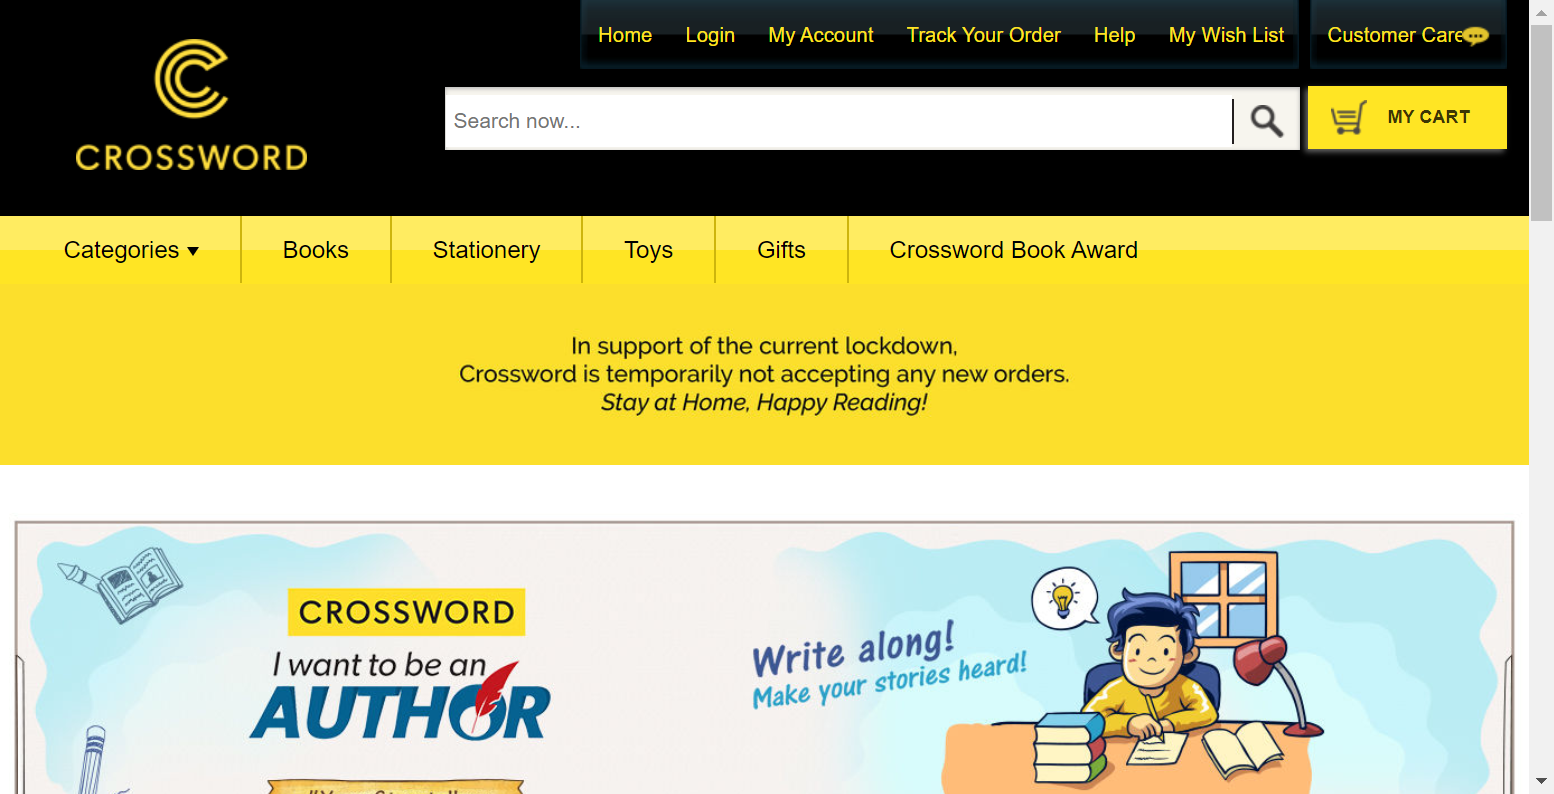 Home Login My Account Track Your Order Help My Wish List Customer Care
CROSSWORD
Search now...
MY CART
Categories Books Stationery Toys Gifts Crossword Book Award
In support of the current lockdown,
Crossword is temporarily not accepting any new orders.
Stay at Home, Happy Reading!
CROSSWORD
I want to be an
AUTHOR
Write along!
Make your stories heard!